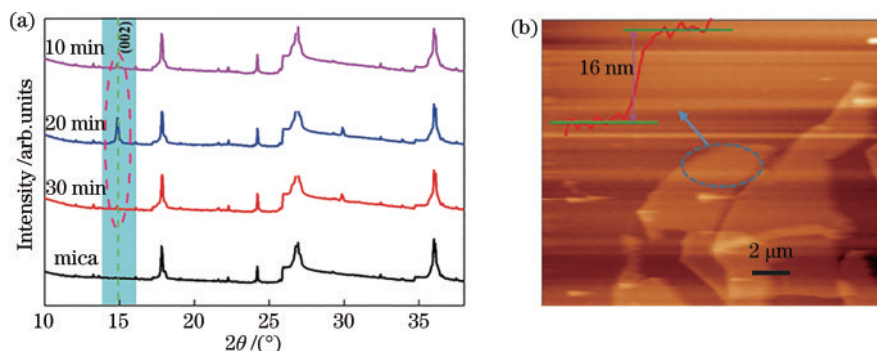 (a)
(002)
10 min
20 min
30 min
mica
Intensity /arb.units
10 15 20 25 30 35
2θ /(°)
(b)
16 nm
2 μm